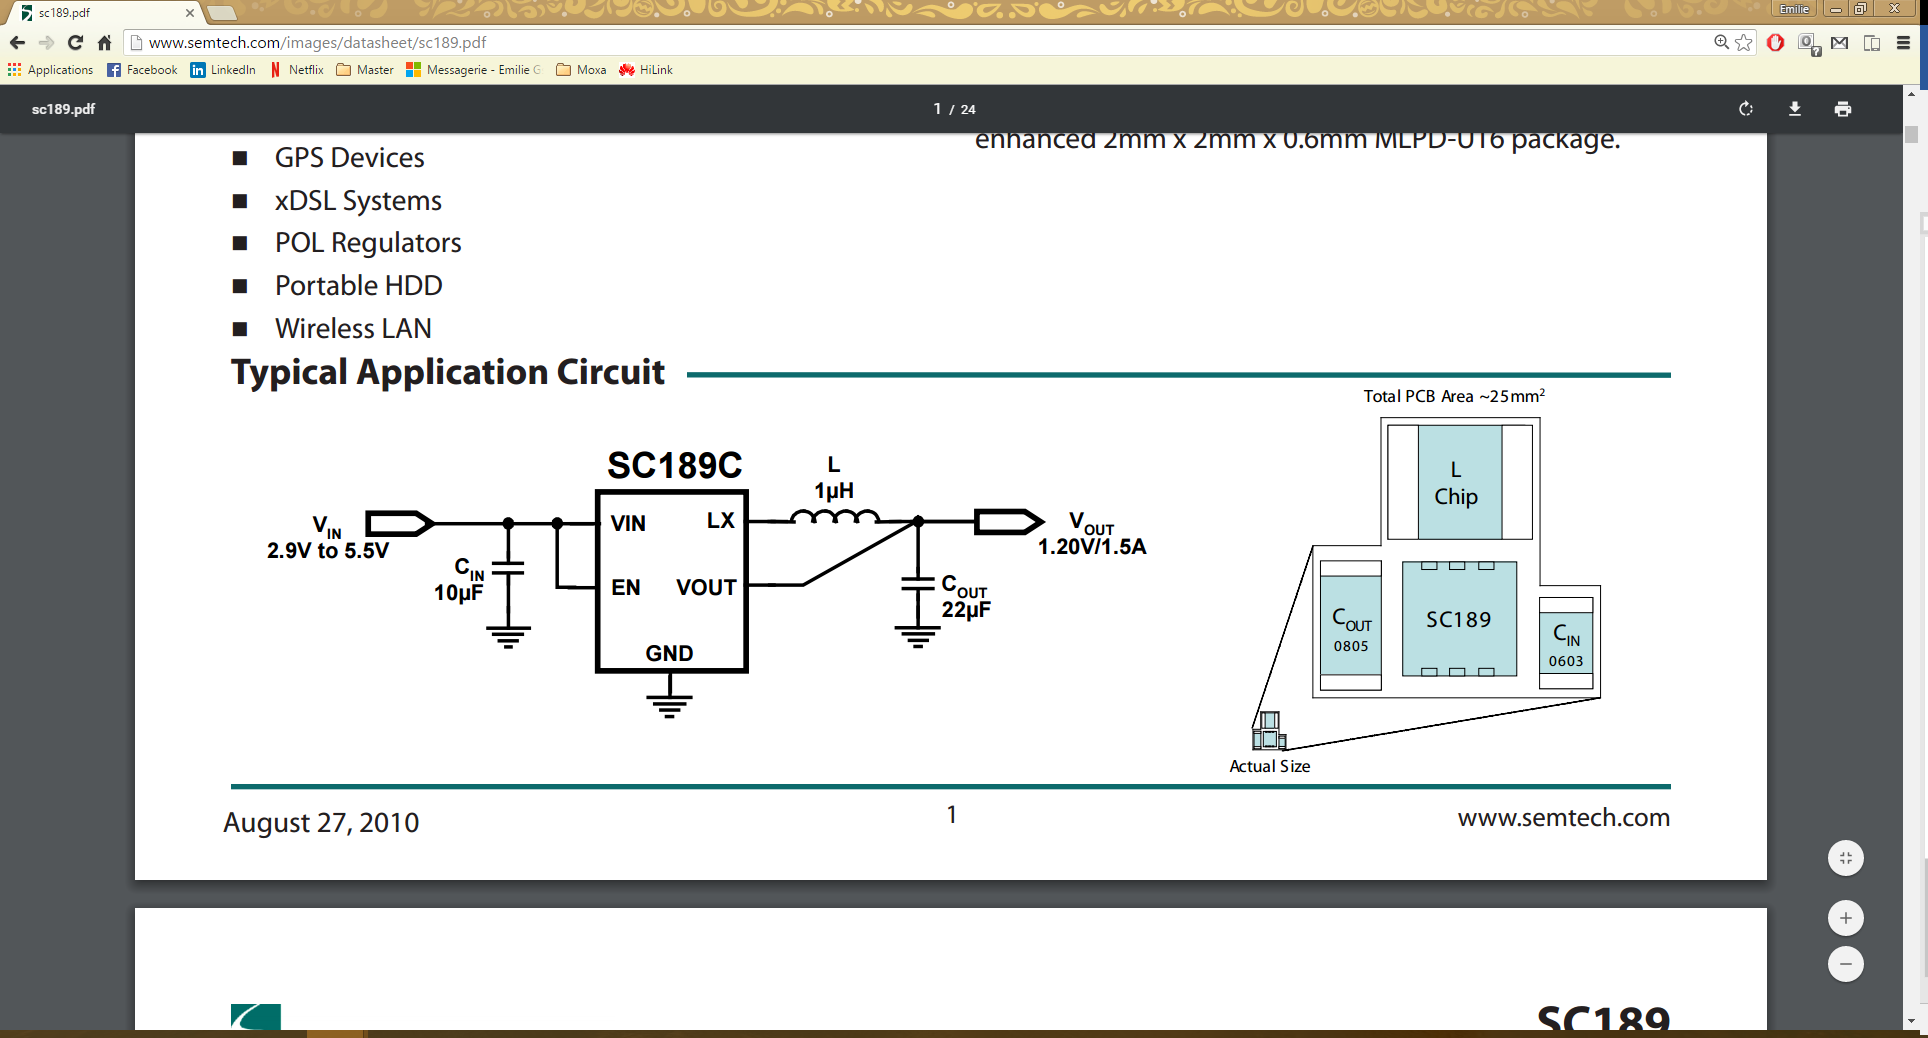 sc189.pdf
Emilie
www.semtech.com/images/datasheet/sc189.pdf
Applications Facebook LinkedIn Netflix Master Messagerie - Emilie G Moxa HiLink
sc189.pdf 1 / 24
enhanced 2mm x 2mm x 0.6mm MLPD-UT6 package.
■ GPS Devices
■ xDSL Systems
■ POL Regulators
■ Portable HDD
■ Wireless LAN
Typical Application Circuit
Total PCB Area ~25mm²
SC189C
L
1µH
VIN
2.9V to 5.5V
CIN
10µF
VIN
LX
EN
VOUT
GND
VOUT
1.20V/1.5A
COUT
22µF
L
Chip
COUT
0805
SC189
CIN
0603
Actual Size
August 27, 2010
1
www.semtech.com
SC189